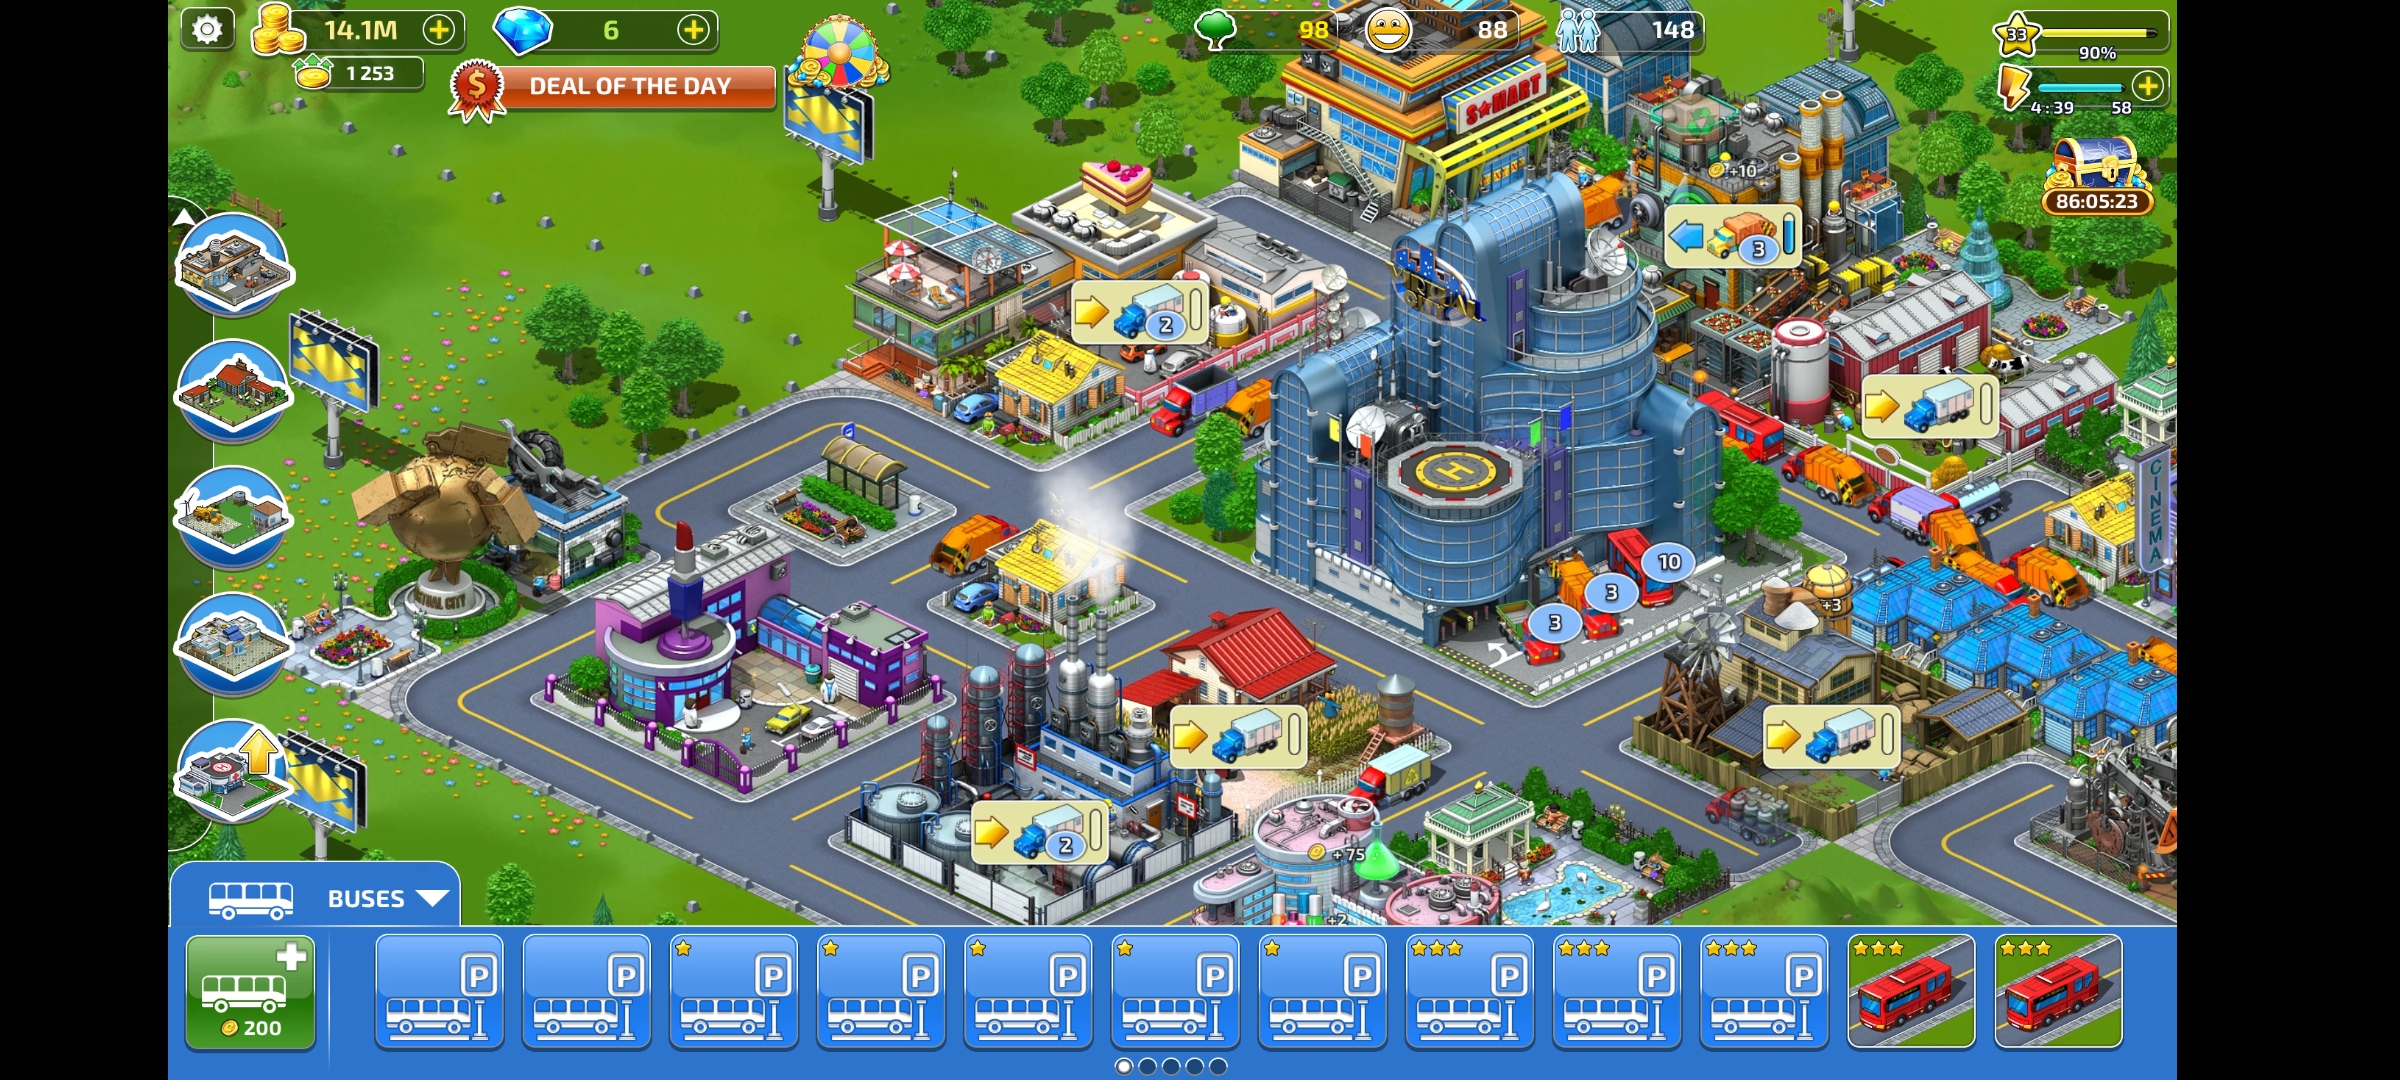 14.1M
6
98
88
148
33
90%
1 253
DEAL OF THE DAY
4:39
58
S★MART
+10
86:05:23
3
2
H
CINEMA
10
3
3
+3
2
+75
+2
BUSES
200
P
P
P
P
P
P
P
P
P
P